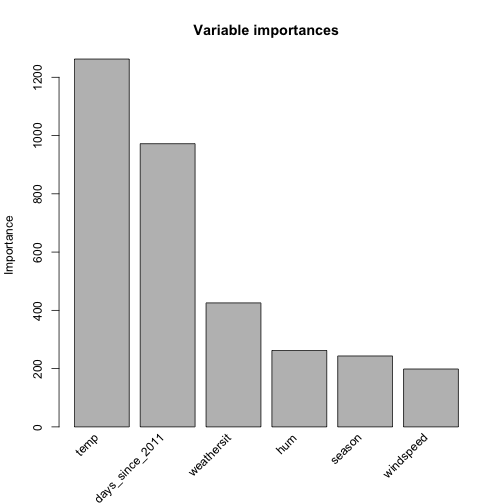 Variable importances
Importance
1200
1000
800
600
400
200
0
temp
days_since_2011
weathersit
hum
season
windspeed